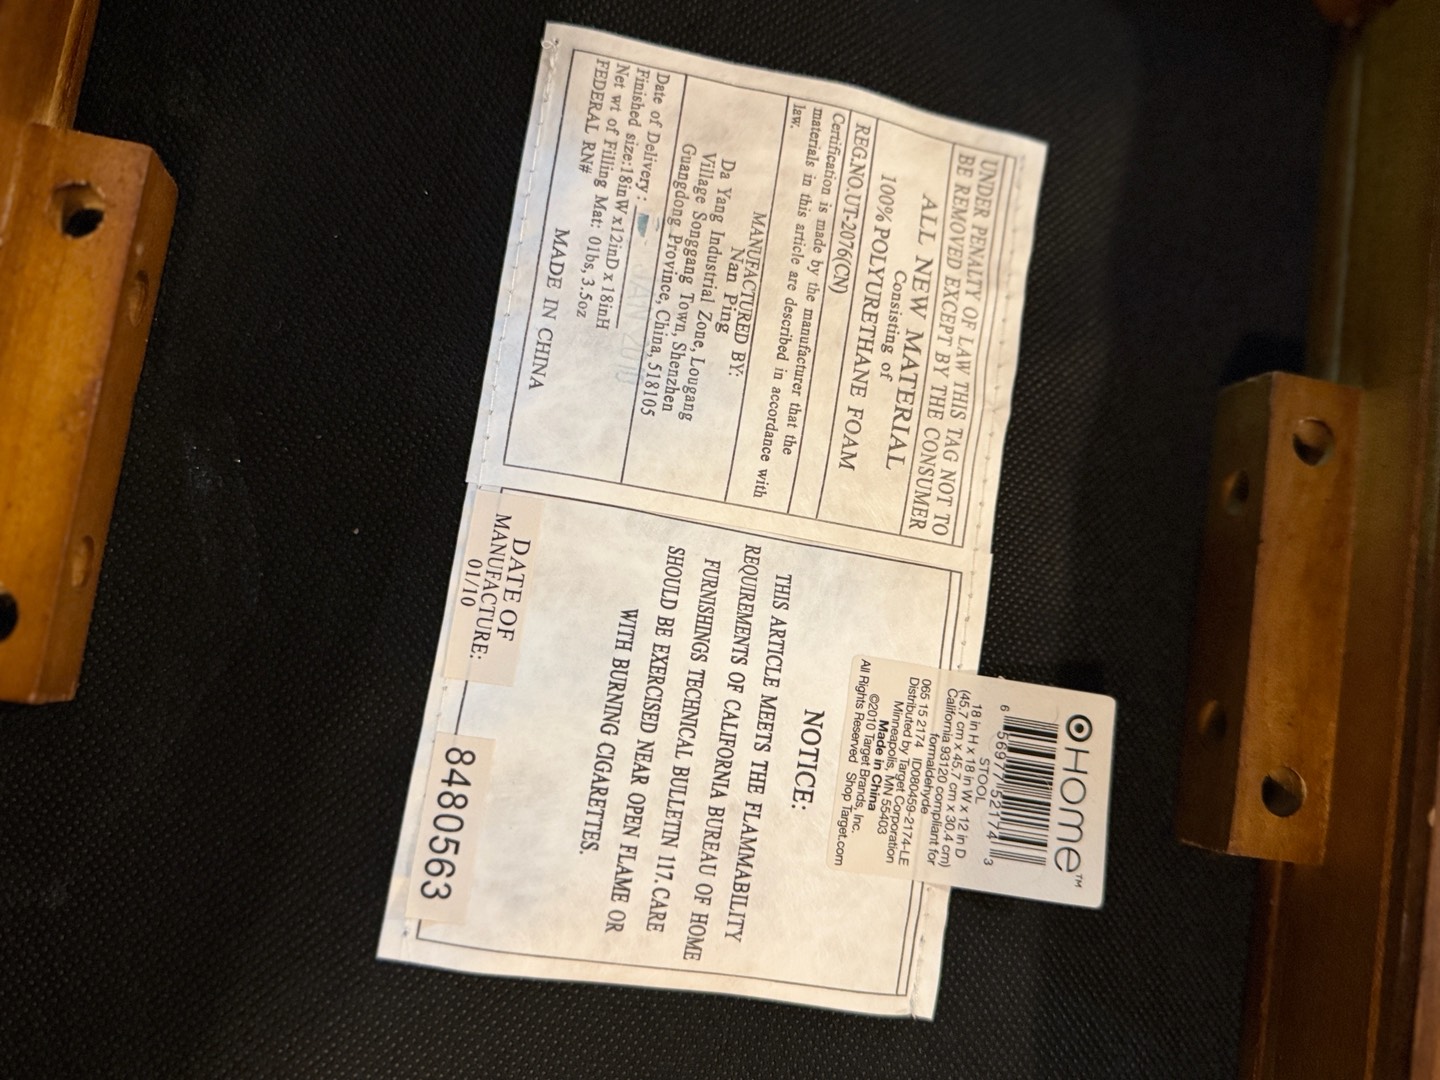 UNDER PENALTY OF LAW THIS TAG NOT TO
BE REMOVED EXCEPT BY THE CONSUMER
ALL NEW MATERIAL
Consisting of
100% POLYURETHANE FOAM
REG.NO.UT-2076(CN)
Certification is made by the manufacturer that the
materials in this article are described in accordance with
law.
MANUFACTURED BY:
Nan Ping
Da Yang Industrial Zone, Lougang
Village Songgang Town, Shenzhen
Guangdong Province, China, 518105
Date of Delivery: JAN 2010
Finished size:18inW x12inD x 18inH
Net wt of Filling Mat: 01bs, 3.5oz
FEDERAL RN#
MADE IN CHINA
Home™
6 56977 52174 3
STOOL
18 in H x 18 in W x 12 in D
(45.7 cm x 45.7 cm x 30.4 cm)
California 93120 compliant for
formaldehyde
065 15 2174 ID080459-2174-LE
Distributed by Target Corporation
Minneapolis, MN 55403
Made in China
©2010 Target Brands, Inc.
All Rights Reserved Shop Target.com
NOTICE:
THIS ARTICLE MEETS THE FLAMMABILITY
REQUIREMENTS OF CALIFORNIA BUREAU OF HOME
FURNISHINGS TECHNICAL BULLETIN 117. CARE
SHOULD BE EXERCISED NEAR OPEN FLAME OR
WITH BURNING CIGARETTES.
DATE OF
MANUFACTURE:
01/10
8480563